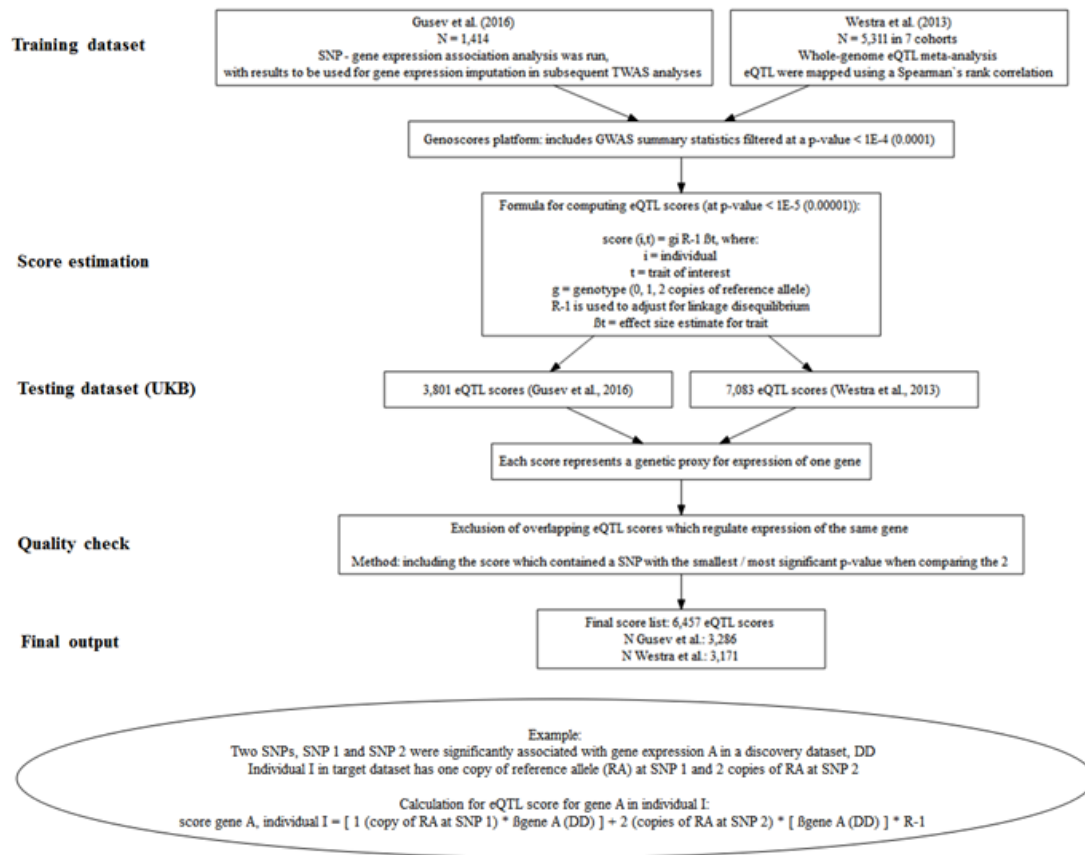 Training dataset
Gusev et al. (2016)
N = 1,414
SNP - gene expression association analysis was run,
with results to be used for gene expression imputation in subsequent TWAS analyses
Westra et al. (2013)
N = 5,311 in 7 cohorts
Whole-genome eQTL meta-analysis
eQTL were mapped using a Spearman`s rank correlation
Genoscores platform: includes GWAS summary statistics filtered at a p-value < 1E-4 (0.0001)
Score estimation
Formula for computing eQTL scores (at p-value < 1E-5 (0.00001)):
score (i,t) = gi R-1 ßt, where:
i = individual
t = trait of interest
g = genotype (0, 1, 2 copies of reference allele)
R-1 is used to adjust for linkage disequilibrium
ßt = effect size estimate for trait
Testing dataset (UKB)
3,801 eQTL scores (Gusev et al., 2016)
7,083 eQTL scores (Westra et al., 2013)
Each score represents a genetic proxy for expression of one gene
Quality check
Exclusion of overlapping eQTL scores which regulate expression of the same gene
Method: including the score which contained a SNP with the smallest / most significant p-value when comparing the 2
Final output
Final score list: 6,457 eQTL scores
N Gusev et al.: 3,286
N Westra et al.: 3,171
Example:
Two SNPs, SNP 1 and SNP 2 were significantly associated with gene expression A in a discovery dataset, DD
Individual I in target dataset has one copy of reference allele (RA) at SNP 1 and 2 copies of RA at SNP 2
Calculation for eQTL score for gene A in individual I:
score gene A, individual I = [ 1 (copy of RA at SNP 1) * ßgene A (DD) ] + 2 (copies of RA at SNP 2) * [ ßgene A (DD) ] * R-1